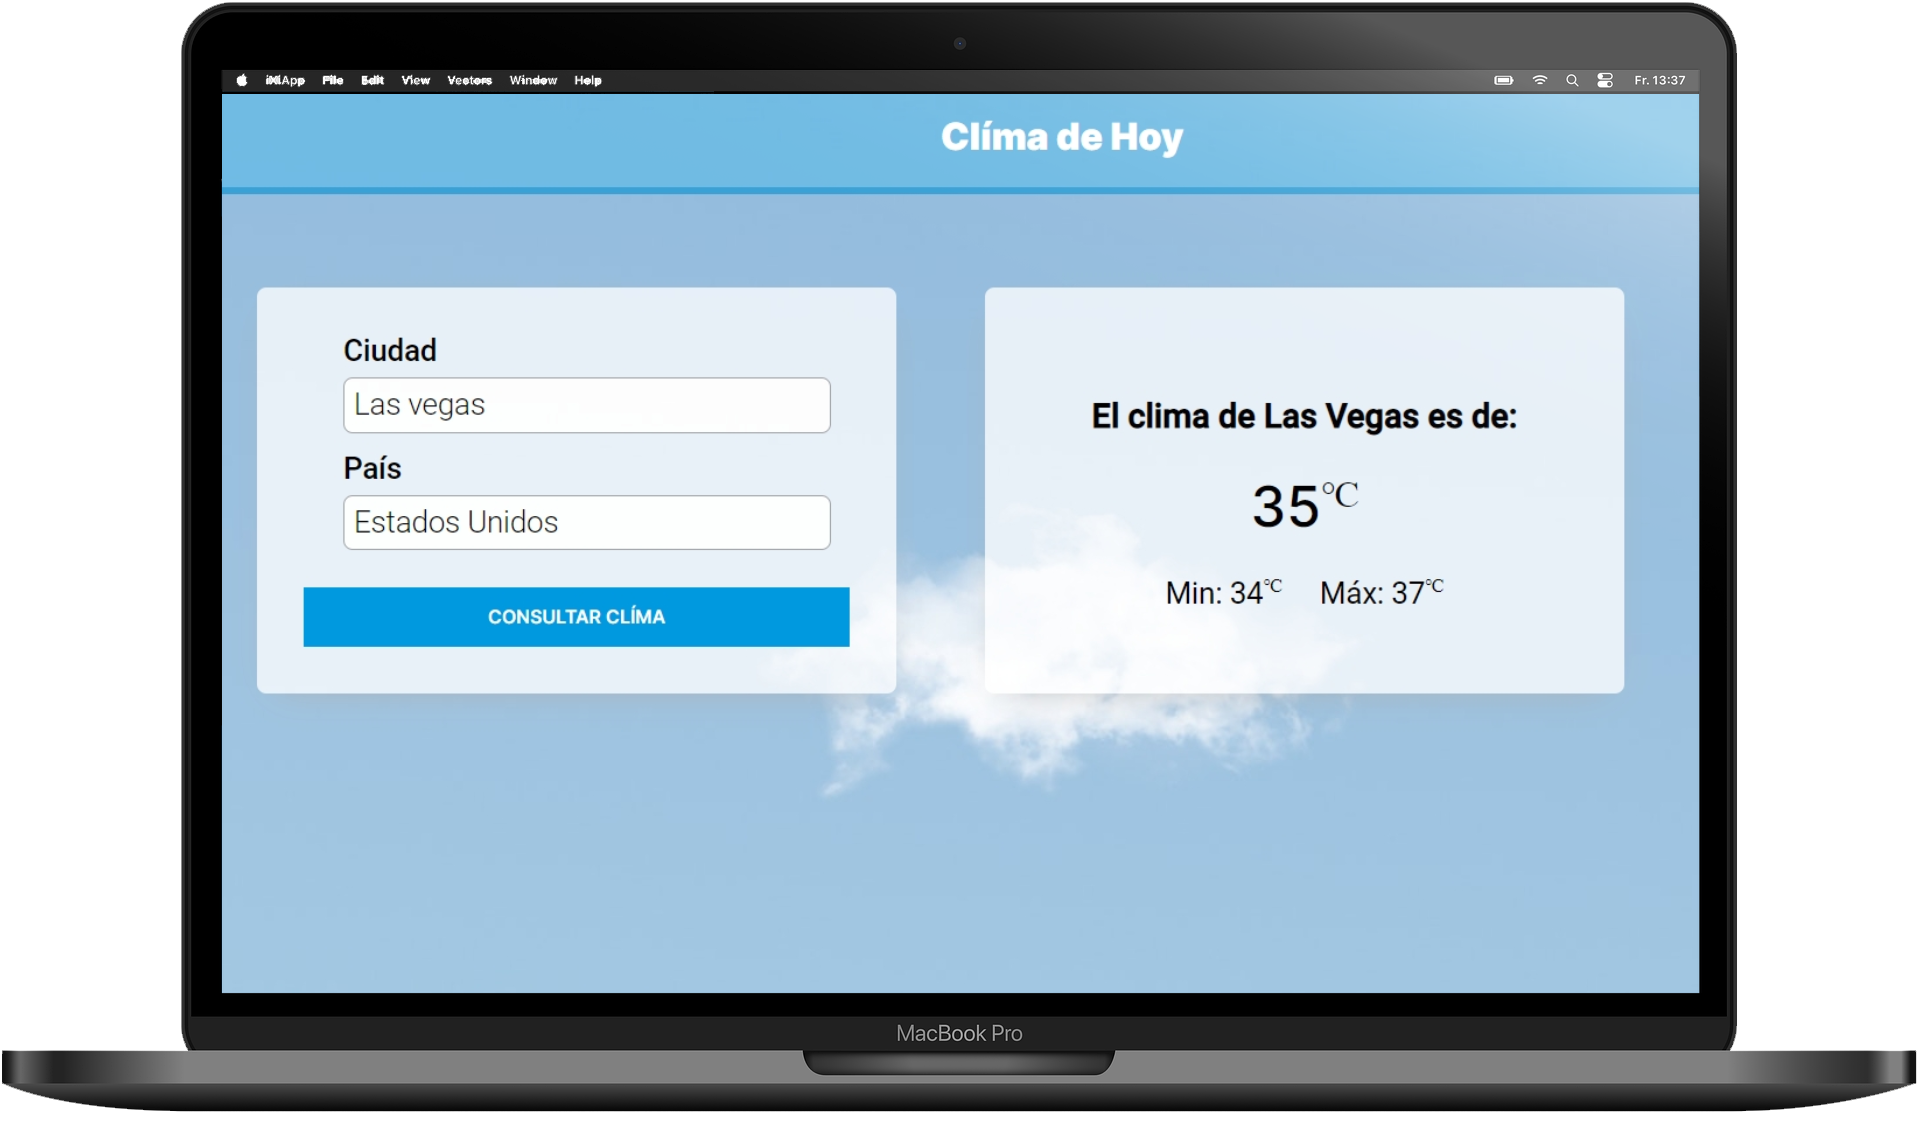 File Edit View Vectors Window Help Fr. 13:37
Clíma de Hoy
Ciudad
Las vegas
País
Estados Unidos
CONSULTAR CLÍMA
El clima de Las Vegas es de:
35°C
Min: 34°C Máx: 37°C
MacBook Pro